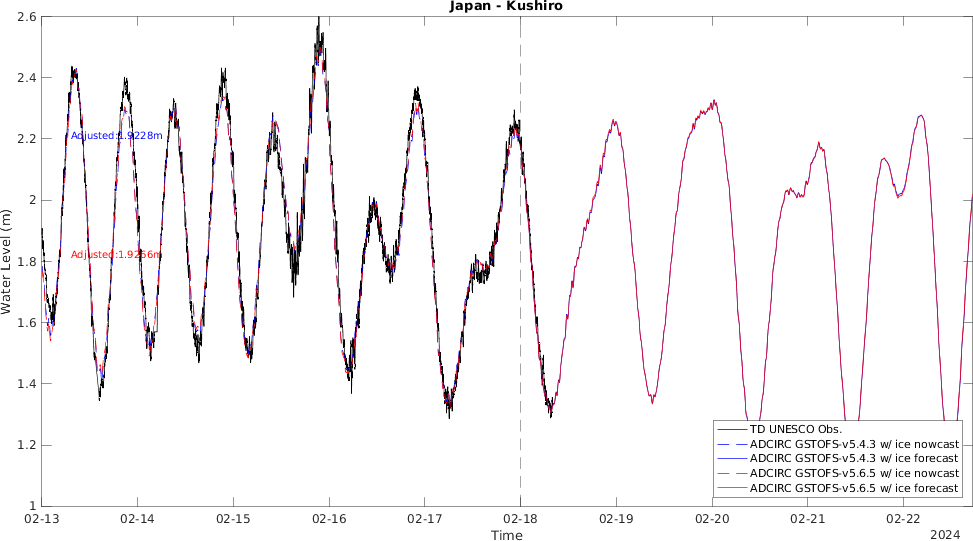 Japan - Kushiro
2.6
2.4
2.2
2
1.8
1.6
1.4
1.2
1
Water Level (m)
Adjusted:1.9228m
Adjusted:1.9266m
TD UNESCO Obs.
ADCIRC GSTOFS-v5.4.3 w/ ice nowcast
ADCIRC GSTOFS-v5.4.3 w/ ice forecast
ADCIRC GSTOFS-v5.6.5 w/ ice nowcast
ADCIRC GSTOFS-v5.6.5 w/ ice forecast
02-13 02-14 02-15 02-16 02-17 02-18 02-19 02-20 02-21 02-22
Time
2024